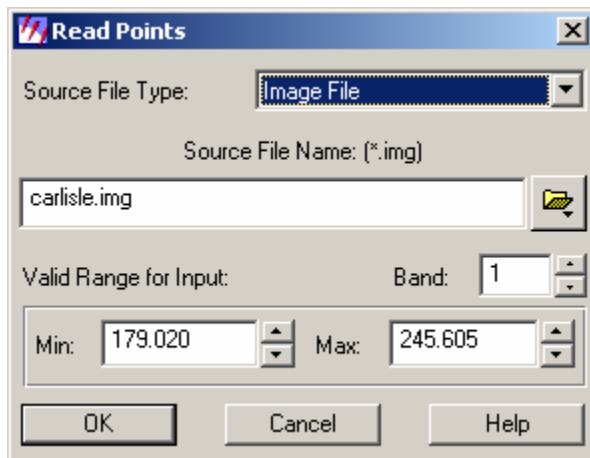 Read Points
Source File Type: Image File
Source File Name: (*.img)
carlisle.img
Valid Range for Input: Band: 1
Min: 179.020 Max: 245.605
OK Cancel Help